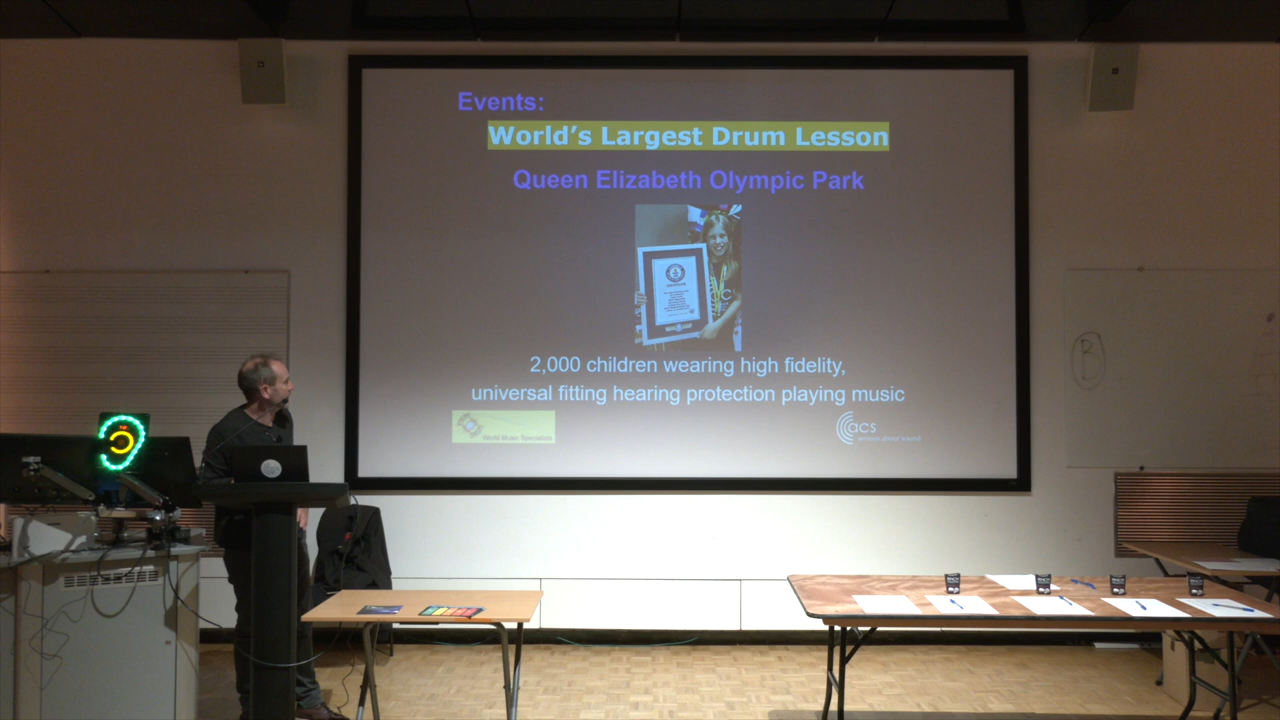 Events:
World's Largest Drum Lesson
Queen Elizabeth Olympic Park
2,000 children wearing high fidelity,
universal fitting hearing protection playing music
World Music Specialists
acs
B